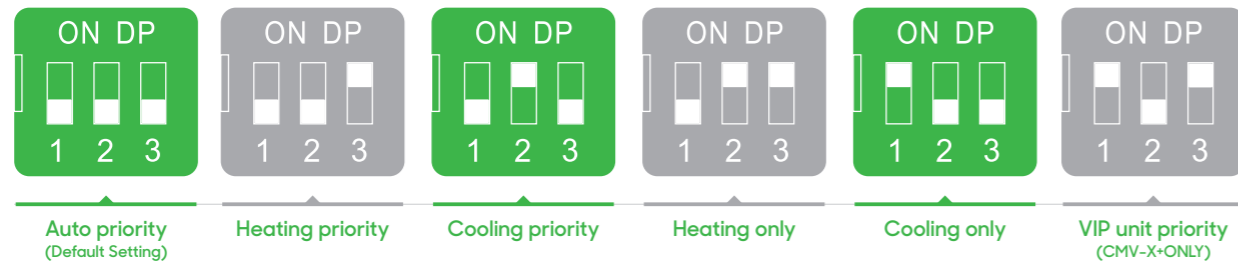 ON DP
1 2 3
Auto priority
(Default Setting)
ON DP
1 2 3
Heating priority
ON DP
1 2 3
Cooling priority
ON DP
1 2 3
Heating only
ON DP
1 2 3
Cooling only
ON DP
1 2 3
VIP unit priority
(CMV-X+ONLY)